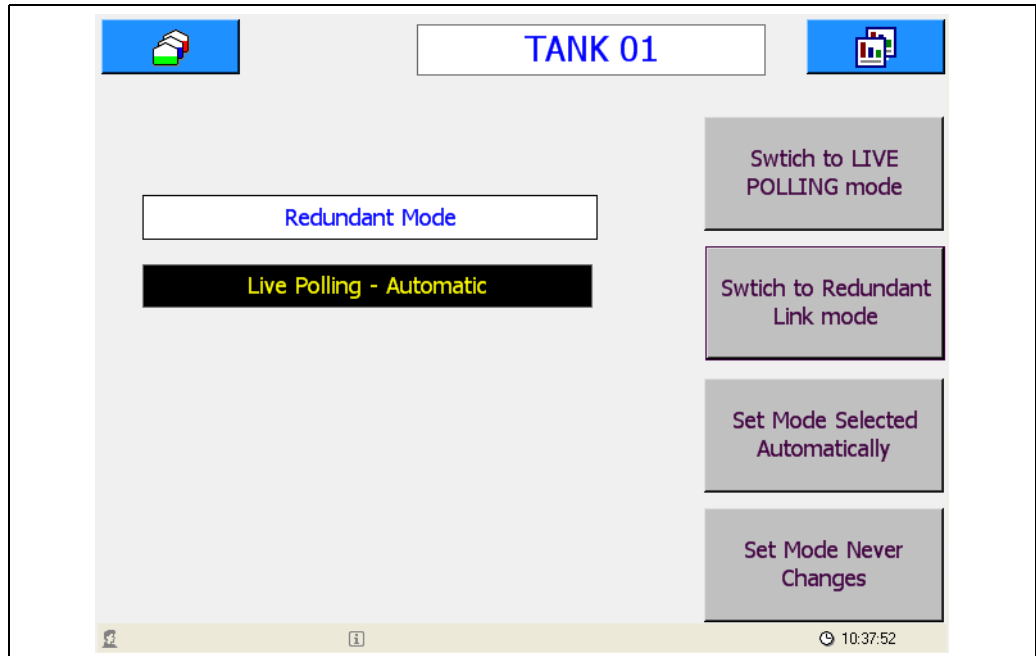 TANK 01
Swtich to LIVE
POLLING mode
Redundant Mode
Live Polling - Automatic
Swtich to Redundant
Link mode
Set Mode Selected
Automatically
Set Mode Never
Changes
i
10:37:52